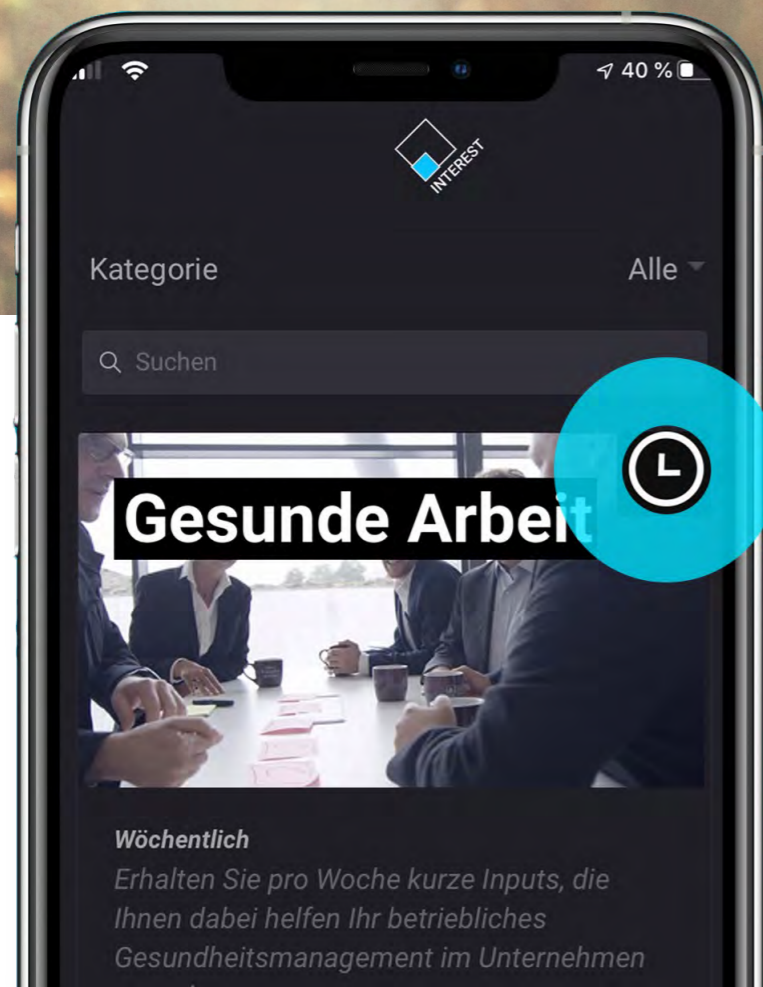 40 %
INTEREST
Kategorie
Alle
Suchen
Gesunde Arbeit
Wöchentlich
Erhalten Sie pro Woche kurze Inputs, die
Ihnen dabei helfen Ihr betriebliches
Gesundheitsmanagement im Unternehmen